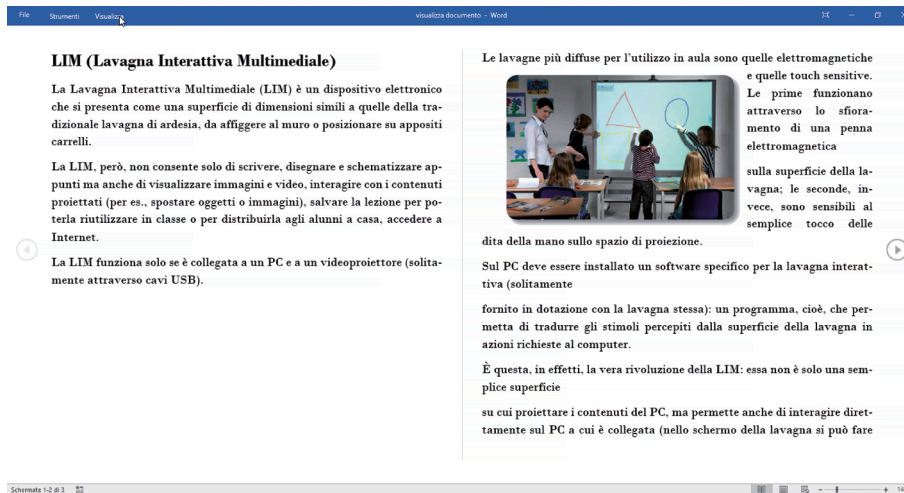 File Strumenti Visualizza visualizza documento - Word
LIM (Lavagna Interattiva Multimediale)
La Lavagna Interattiva Multimediale (LIM) è un dispositivo elettronico
che si presenta come una superficie di dimensioni simili a quelle della tra-
dizionale lavagna di ardesia, da affiggere al muro o posizionare su appositi
carrelli.
La LIM, però, non consente solo di scrivere, disegnare e schematizzare ap-
punti ma anche di visualizzare immagini e video, interagire con i contenuti
proiettati (per es., spostare oggetti o immagini), salvare la lezione per po-
terla riutilizzare in classe o per distribuirla agli alunni a casa, accedere a
Internet.
La LIM funziona solo se è collegata a un PC e a un videoproiettore (solita-
mente attraverso cavi USB).
Le lavagne più diffuse per l'utilizzo in aula sono quelle elettromagnetiche
e quelle touch sensitive.
Le prime funzionano
attraverso lo sfiora-
mento di una penna
elettromagnetica
sulla superficie della la-
vagna; le seconde, in-
vece, sono sensibili al
semplice tocco delle
dita della mano sullo spazio di proiezione.
Sul PC deve essere installato un software specifico per la lavagna interat-
tiva (solitamente
fornito in dotazione con la lavagna stessa): un programma, cioè, che per-
metta di tradurre gli stimoli percepiti dalla superficie della lavagna in
azioni richieste al computer.
È questa, in effetti, la vera rivoluzione della LIM: essa non è solo una sem-
plice superficie
su cui proiettare i contenuti del PC, ma permette anche di interagire diret-
tamente sul PC a cui è collegata (nello schermo della lavagna si può fare
Schermate 1-2 di 3